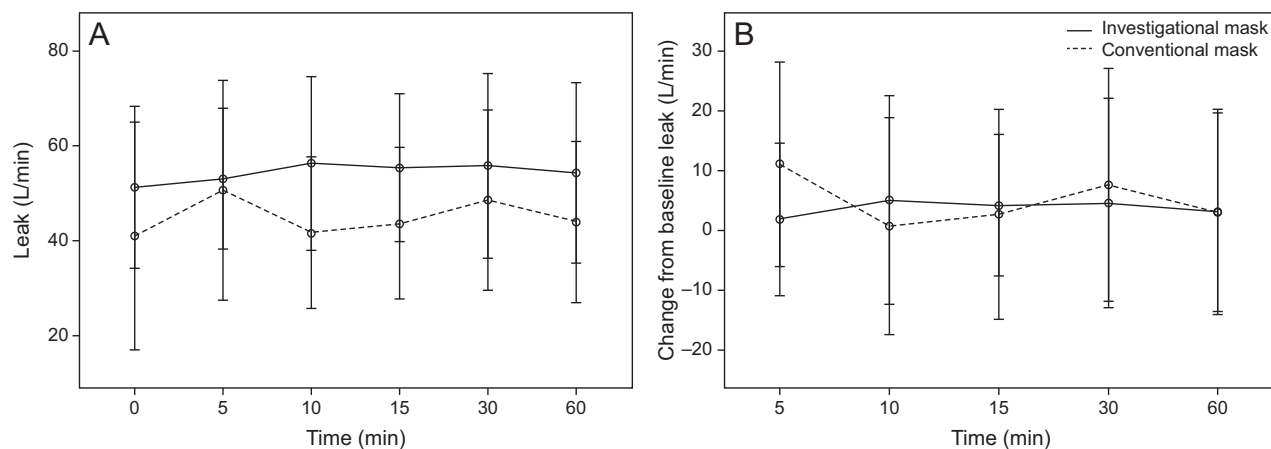 A
Leak (L/min)
80
60
40
20
0 5 10 15 30 60
Time (min)
B
Investigational mask
Conventional mask
Change from baseline leak (L/min)
30
20
10
0
–10
–20
5 10 15 30 60
Time (min)